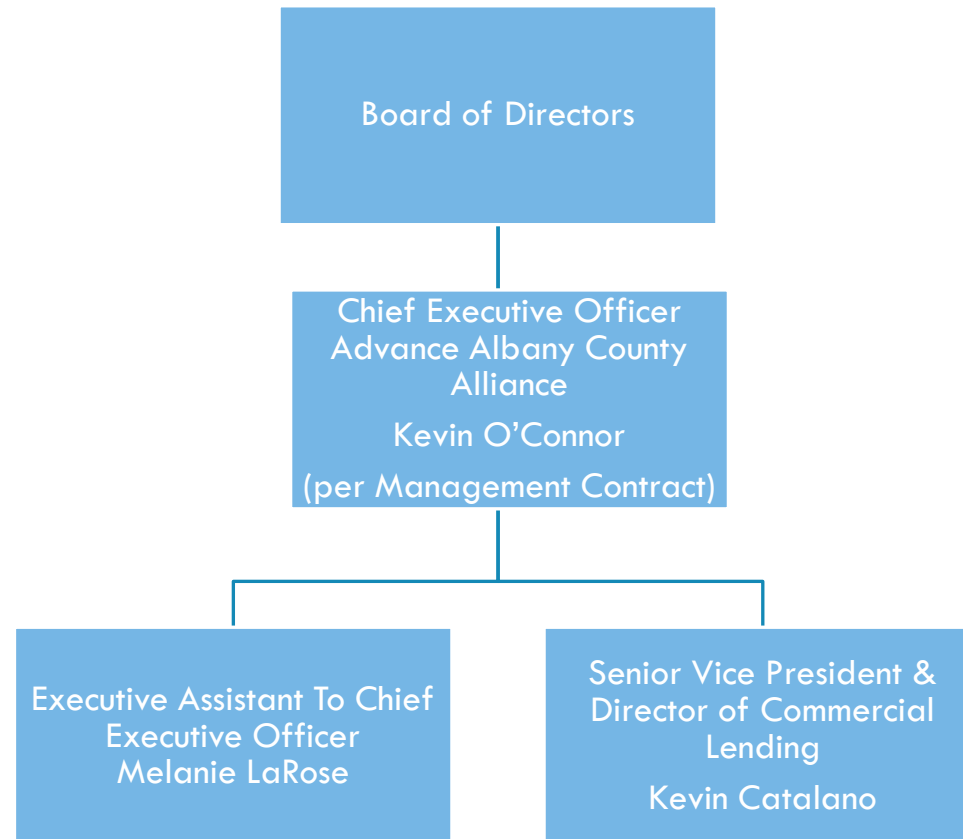 Board of Directors
Chief Executive Officer
Advance Albany County
Alliance
Kevin O’Connor
(per Management Contract)
Executive Assistant To Chief
Executive Officer
Melanie LaRose
Senior Vice President &
Director of Commercial
Lending
Kevin Catalano